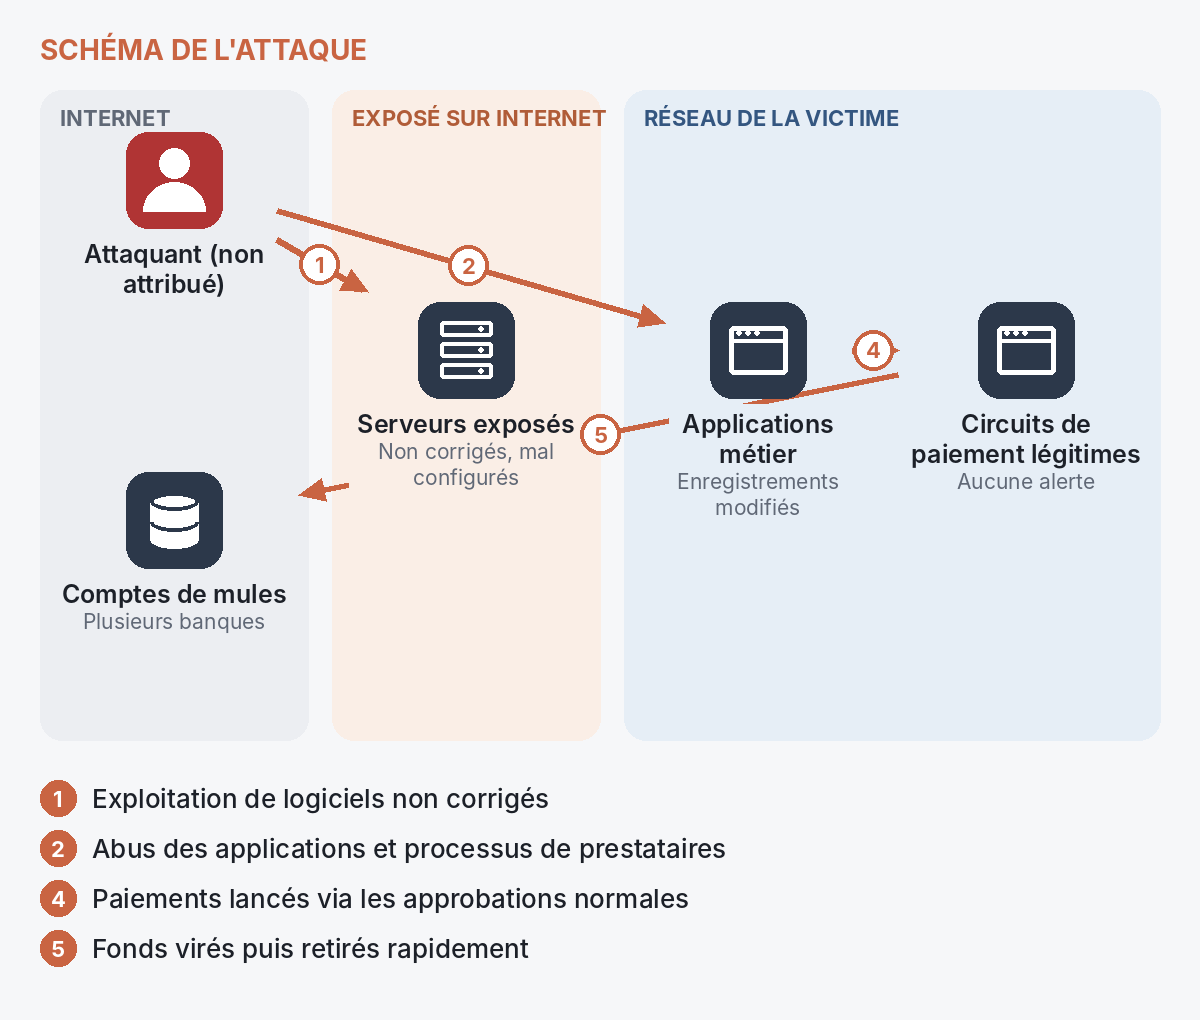 SCHÉMA DE L'ATTAQUE
INTERNET
EXPOSÉ SUR INTERNET
RÉSEAU DE LA VICTIME
Attaquant (non
attribué)
1
2
4
5
Serveurs exposés
Non corrigés, mal
configurés
Applications
métier
Enregistrements
modifiés
Circuits de
paiement légitimes
Aucune alerte
Comptes de mules
Plusieurs banques
1 Exploitation de logiciels non corrigés
2 Abus des applications et processus de prestataires
4 Paiements lancés via les approbations normales
5 Fonds virés puis retirés rapidement